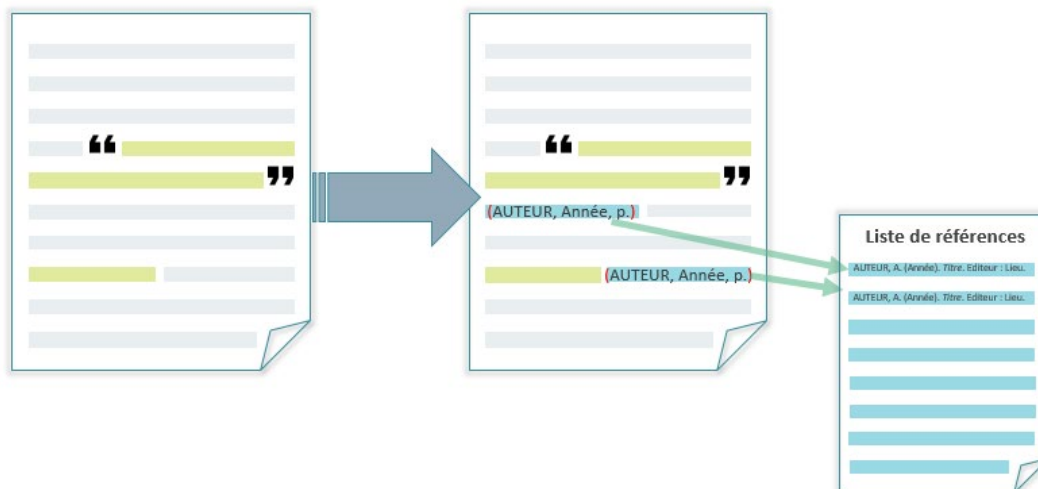 “
”
“
”
(AUTEUR, Année, p.)
(AUTEUR, Année, p.)
Liste de références
AUTEUR, A. (Année). Titre. Editeur : Lieu.
AUTEUR, A. (Année). Titre. Editeur : Lieu.